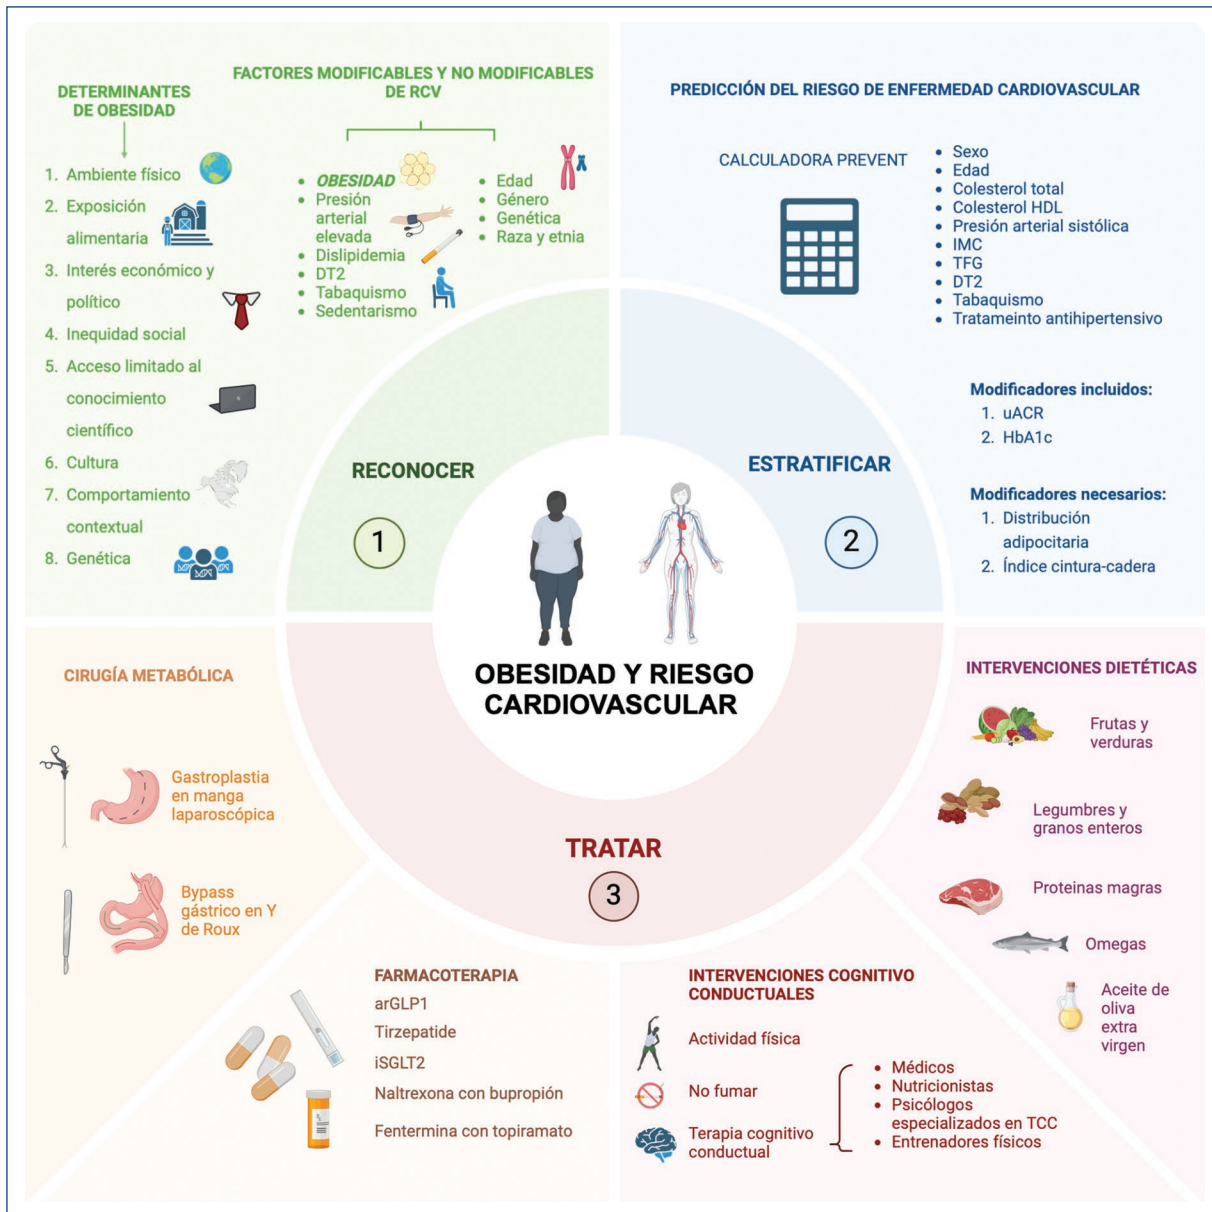 DETERMINANTES
DE OBESIDAD
1. Ambiente físico
2. Exposición
alimentaria
3. Interés económico y
político
4. Inequidad social
5. Acceso limitado al
conocimiento
científico
6. Cultura
7. Comportamiento
contextual
8. Genética
FACTORES MODIFICABLES Y NO MODIFICABLES
DE RCV
• OBESIDAD
• Presión
arterial
elevada
• Dislipidemia
• DT2
• Tabaquismo
• Sedentarismo
• Edad
• Género
• Genética
• Raza y etnia
RECONOCER
1
PREDICCIÓN DEL RIESGO DE ENFERMEDAD CARDIOVASCULAR
CALCULADORA PREVENT
• Sexo
• Edad
• Colesterol total
• Colesterol HDL
• Presión arterial sistólica
• IMC
• TFG
• DT2
• Tabaquismo
• Tratameinto antihipertensivo
Modificadores incluidos:
1. uACR
2. HbA1c
Modificadores necesarios:
1. Distribución
adipocitaria
2. Índice cintura-cadera
ESTRATIFICAR
2
OBESIDAD Y RIESGO
CARDIOVASCULAR
TRATAR
3
CIRUGÍA METABÓLICA
Gastroplastia
en manga
laparoscópica
Bypass
gástrico en Y
de Roux
FARMACOTERAPIA
arGLP1
Tirzepatide
iSGLT2
Naltrexona con bupropión
Fentermina con topiramato
INTERVENCIONES COGNITIVO
CONDUCTUALES
Actividad física
No fumar
Terapia cognitivo
conductual
• Médicos
• Nutricionistas
• Psicólogos
especializados en TCC
• Entrenadores físicos
INTERVENCIONES DIETÉTICAS
Frutas y
verduras
Legumbres y
granos enteros
Proteinas magras
Omegas
Aceite de
oliva
extra
virgen